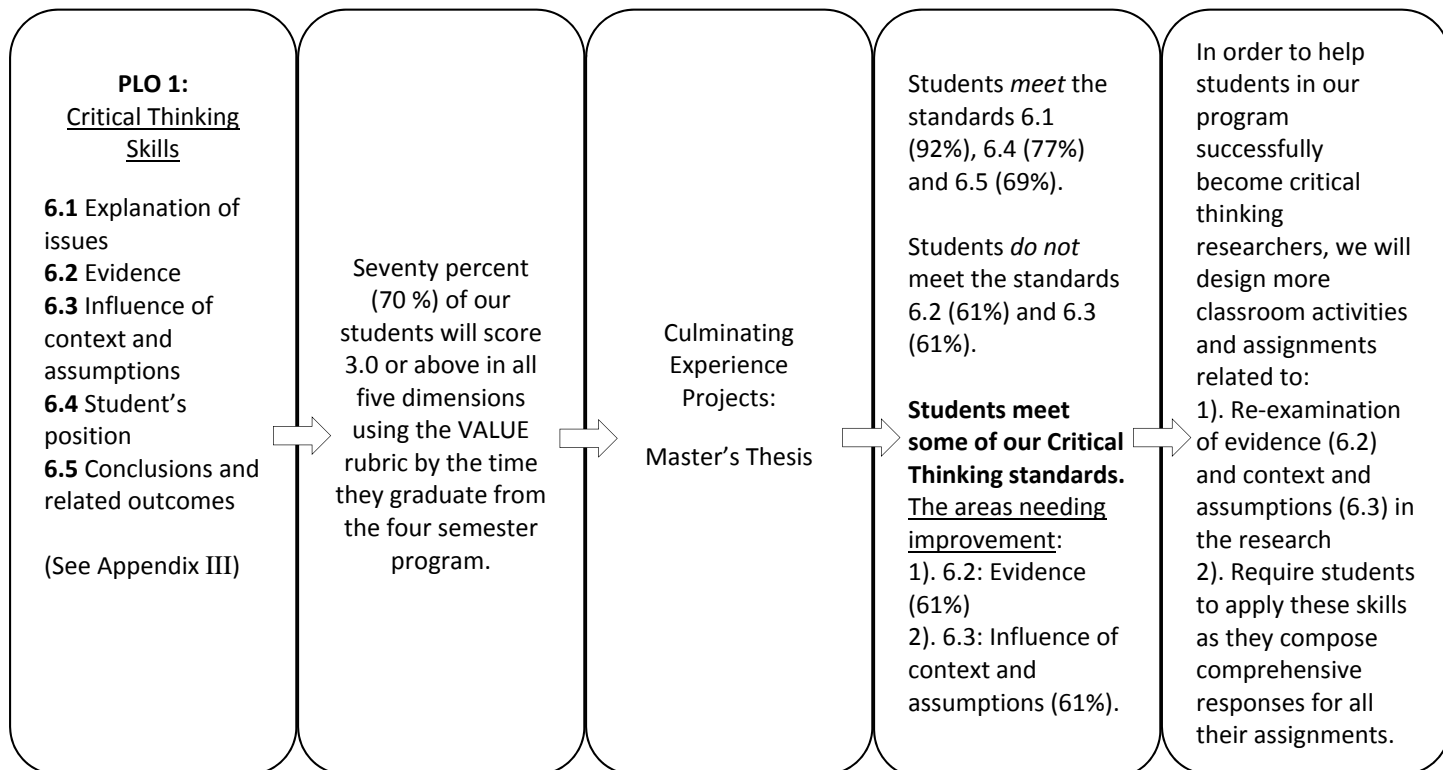 PLO 1:
Critical Thinking
Skills
6.1 Explanation of
issues
6.2 Evidence
6.3 Influence of
context and
assumptions
6.4 Student’s
position
6.5 Conclusions and
related outcomes
(See Appendix III)
Seventy percent
(70 %) of our
students will score
3.0 or above in all
five dimensions
using the VALUE
rubric by the time
they graduate from
the four semester
program.
Culminating
Experience
Projects:
Master’s Thesis
Students meet the
standards 6.1
(92%), 6.4 (77%)
and 6.5 (69%).
Students do not
meet the standards
6.2 (61%) and 6.3
(61%).
Students meet
some of our Critical
Thinking standards.
The areas needing
improvement:
1). 6.2: Evidence
(61%)
2). 6.3: Influence of
context and
assumptions (61%).
In order to help
students in our
program
successfully
become critical
thinking
researchers, we will
design more
classroom activities
and assignments
related to:
1). Re-examination
of evidence (6.2)
and context and
assumptions (6.3) in
the research
2). Require students
to apply these skills
as they compose
comprehensive
responses for all
their assignments.